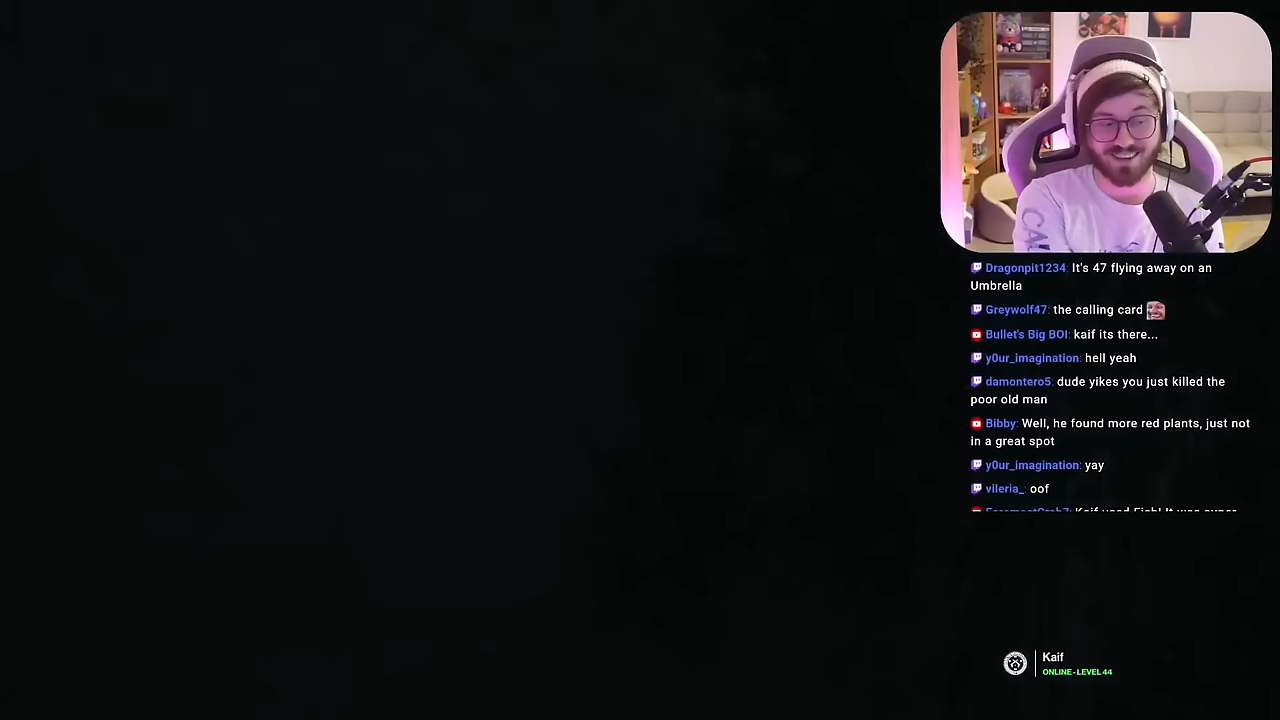 Dragonpit1234: It's 47 flying away on an
Umbrella
Greywolf47: the calling card
Bullet's Big BOI: kaif its there...
y0ur_imagination: hell yeah
damontero5: dude yikes you just killed the
poor old man
Bibby: Well, he found more red plants, just not
in a great spot
y0ur_imagination: yay
vileria_: oof
Kaif
ONLINE - LEVEL 44